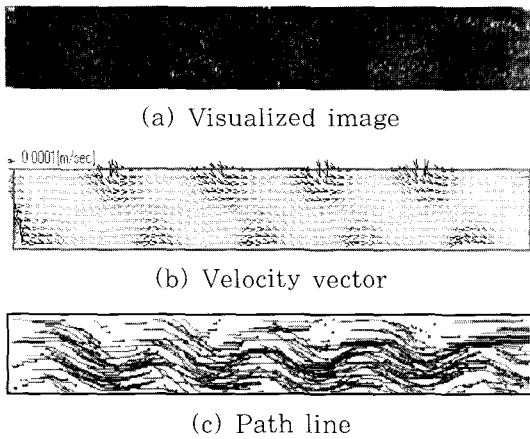 (a) Visualized image
0.0001[m/sec]
(b) Velocity vector
(c) Path line